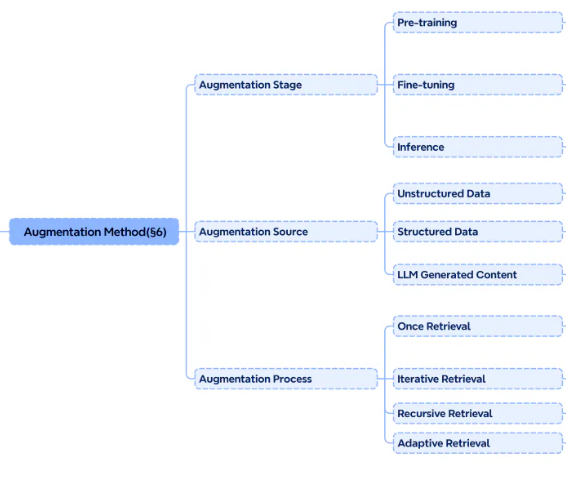 Pre-training
Augmentation Stage
Fine-tuning
Inference
Unstructured Data
Augmentation Method(§6)
Augmentation Source
Structured Data
LLM Generated Content
Once Retrieval
Augmentation Process
Iterative Retrieval
Recursive Retrieval
Adaptive Retrieval